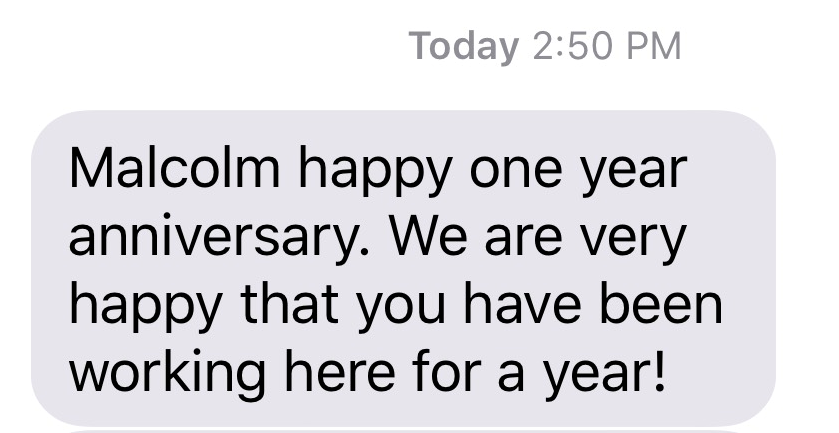 Today 2:50 PM
Malcolm happy one year
anniversary. We are very
happy that you have been
working here for a year!